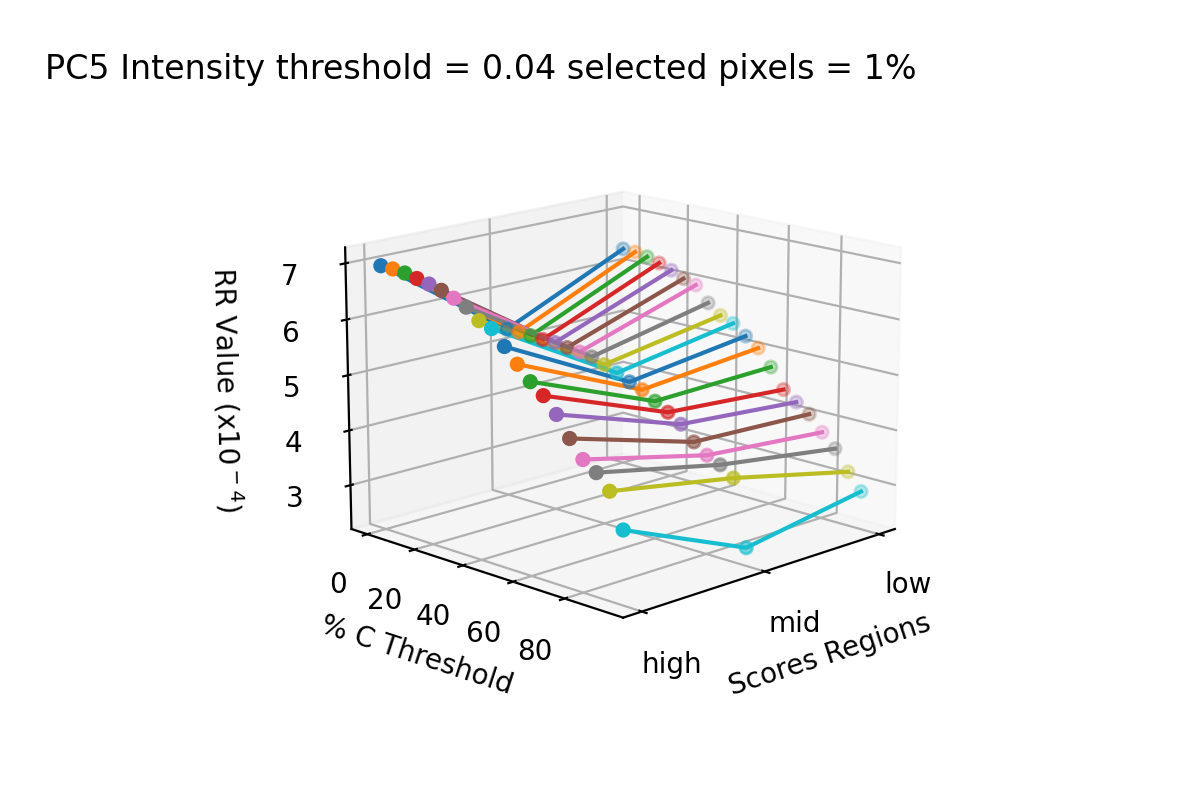 PC5 Intensity threshold = 0.04 selected pixels = 1%
RR Value (x10⁻⁴)
7
6
5
4
3
0
20
40
60
80
% C Threshold
high
mid
low
Scores Regions